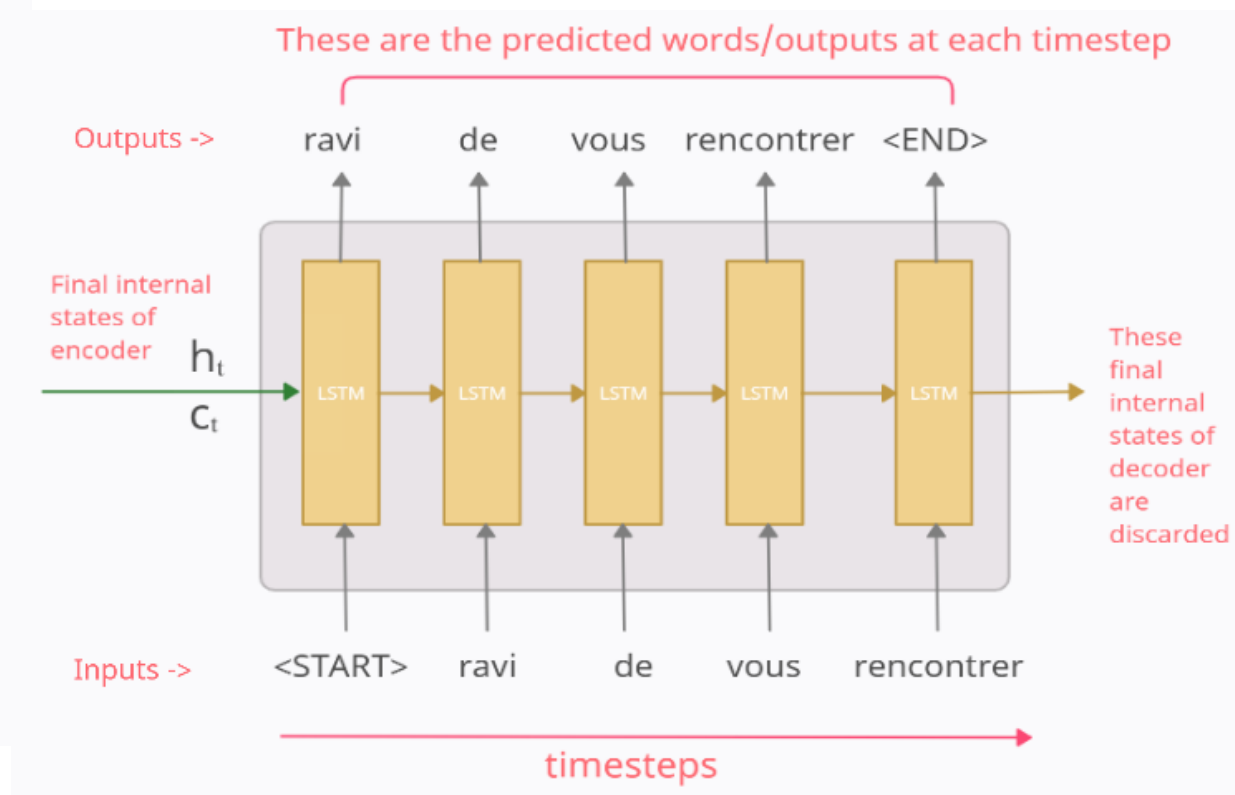 These are the predicted words/outputs at each timestep
Outputs -> ravi de vous rencontrer <END>
Final internal
states of
encoder
hₜ
cₜ
LSTM LSTM LSTM LSTM LSTM
These
final
internal
states of
decoder
are
discarded
Inputs -> <START> ravi de vous rencontrer
timesteps